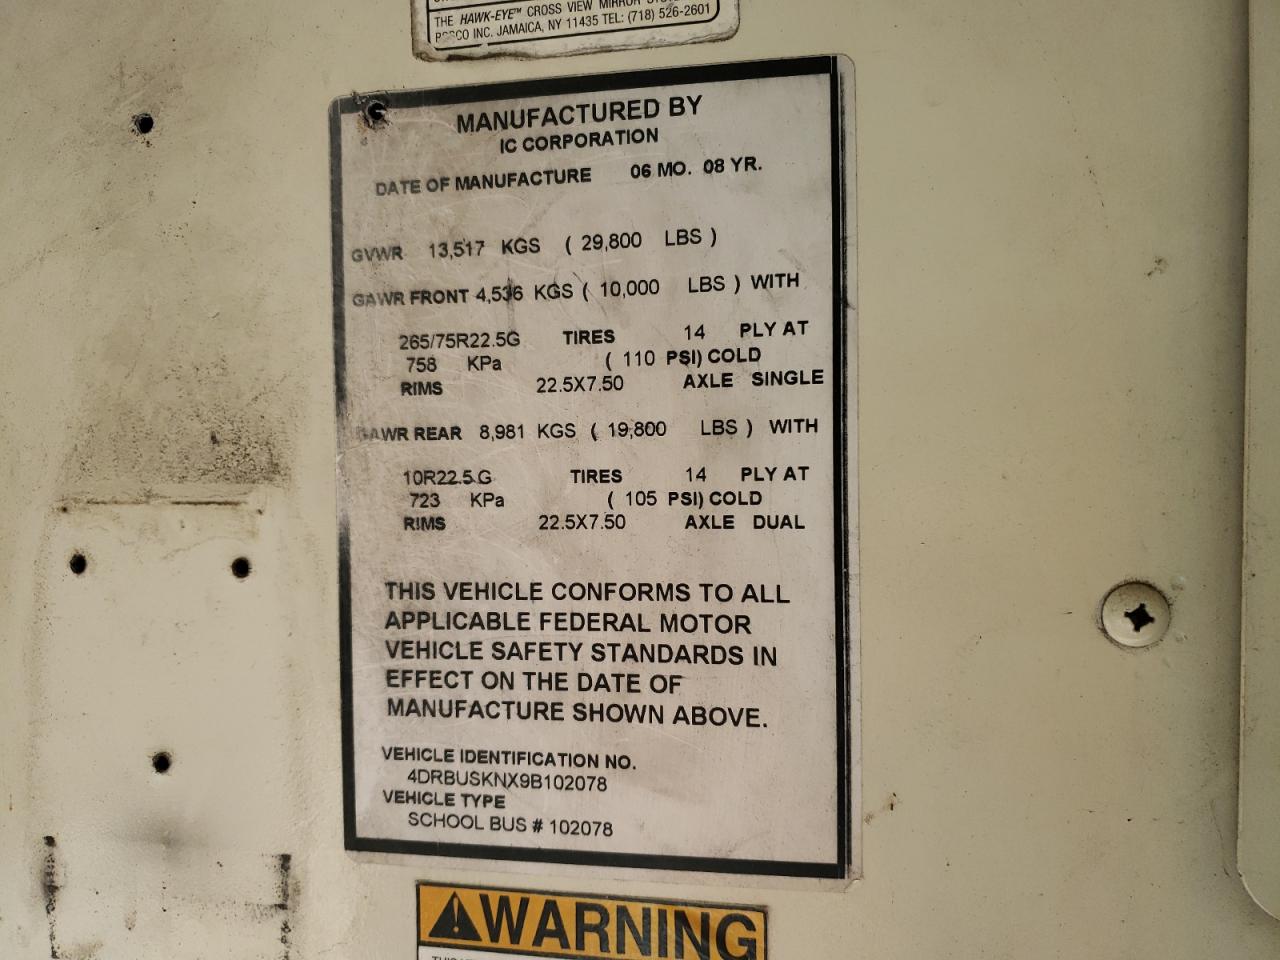 THE HAWK-EYE™ CROSS VIEW MIRROR
ROSCO INC. JAMAICA, NY 11435 TEL: (718) 526-2601
MANUFACTURED BY
IC CORPORATION
DATE OF MANUFACTURE 06 MO. 08 YR.
GVWR 13,517 KGS ( 29,800 LBS )
GAWR FRONT 4,536 KGS ( 10,000 LBS ) WITH
265/75R22.5G TIRES 14 PLY AT
758 KPa ( 110 PSI) COLD
RIMS 22.5X7.50 AXLE SINGLE
GAWR REAR 8,981 KGS ( 19,800 LBS ) WITH
10R22.5 G TIRES 14 PLY AT
723 KPa ( 105 PSI) COLD
RIMS 22.5X7.50 AXLE DUAL
THIS VEHICLE CONFORMS TO ALL
APPLICABLE FEDERAL MOTOR
VEHICLE SAFETY STANDARDS IN
EFFECT ON THE DATE OF
MANUFACTURE SHOWN ABOVE.
VEHICLE IDENTIFICATION NO.
4DRBUSKNX9B102078
VEHICLE TYPE
SCHOOL BUS # 102078
WARNING